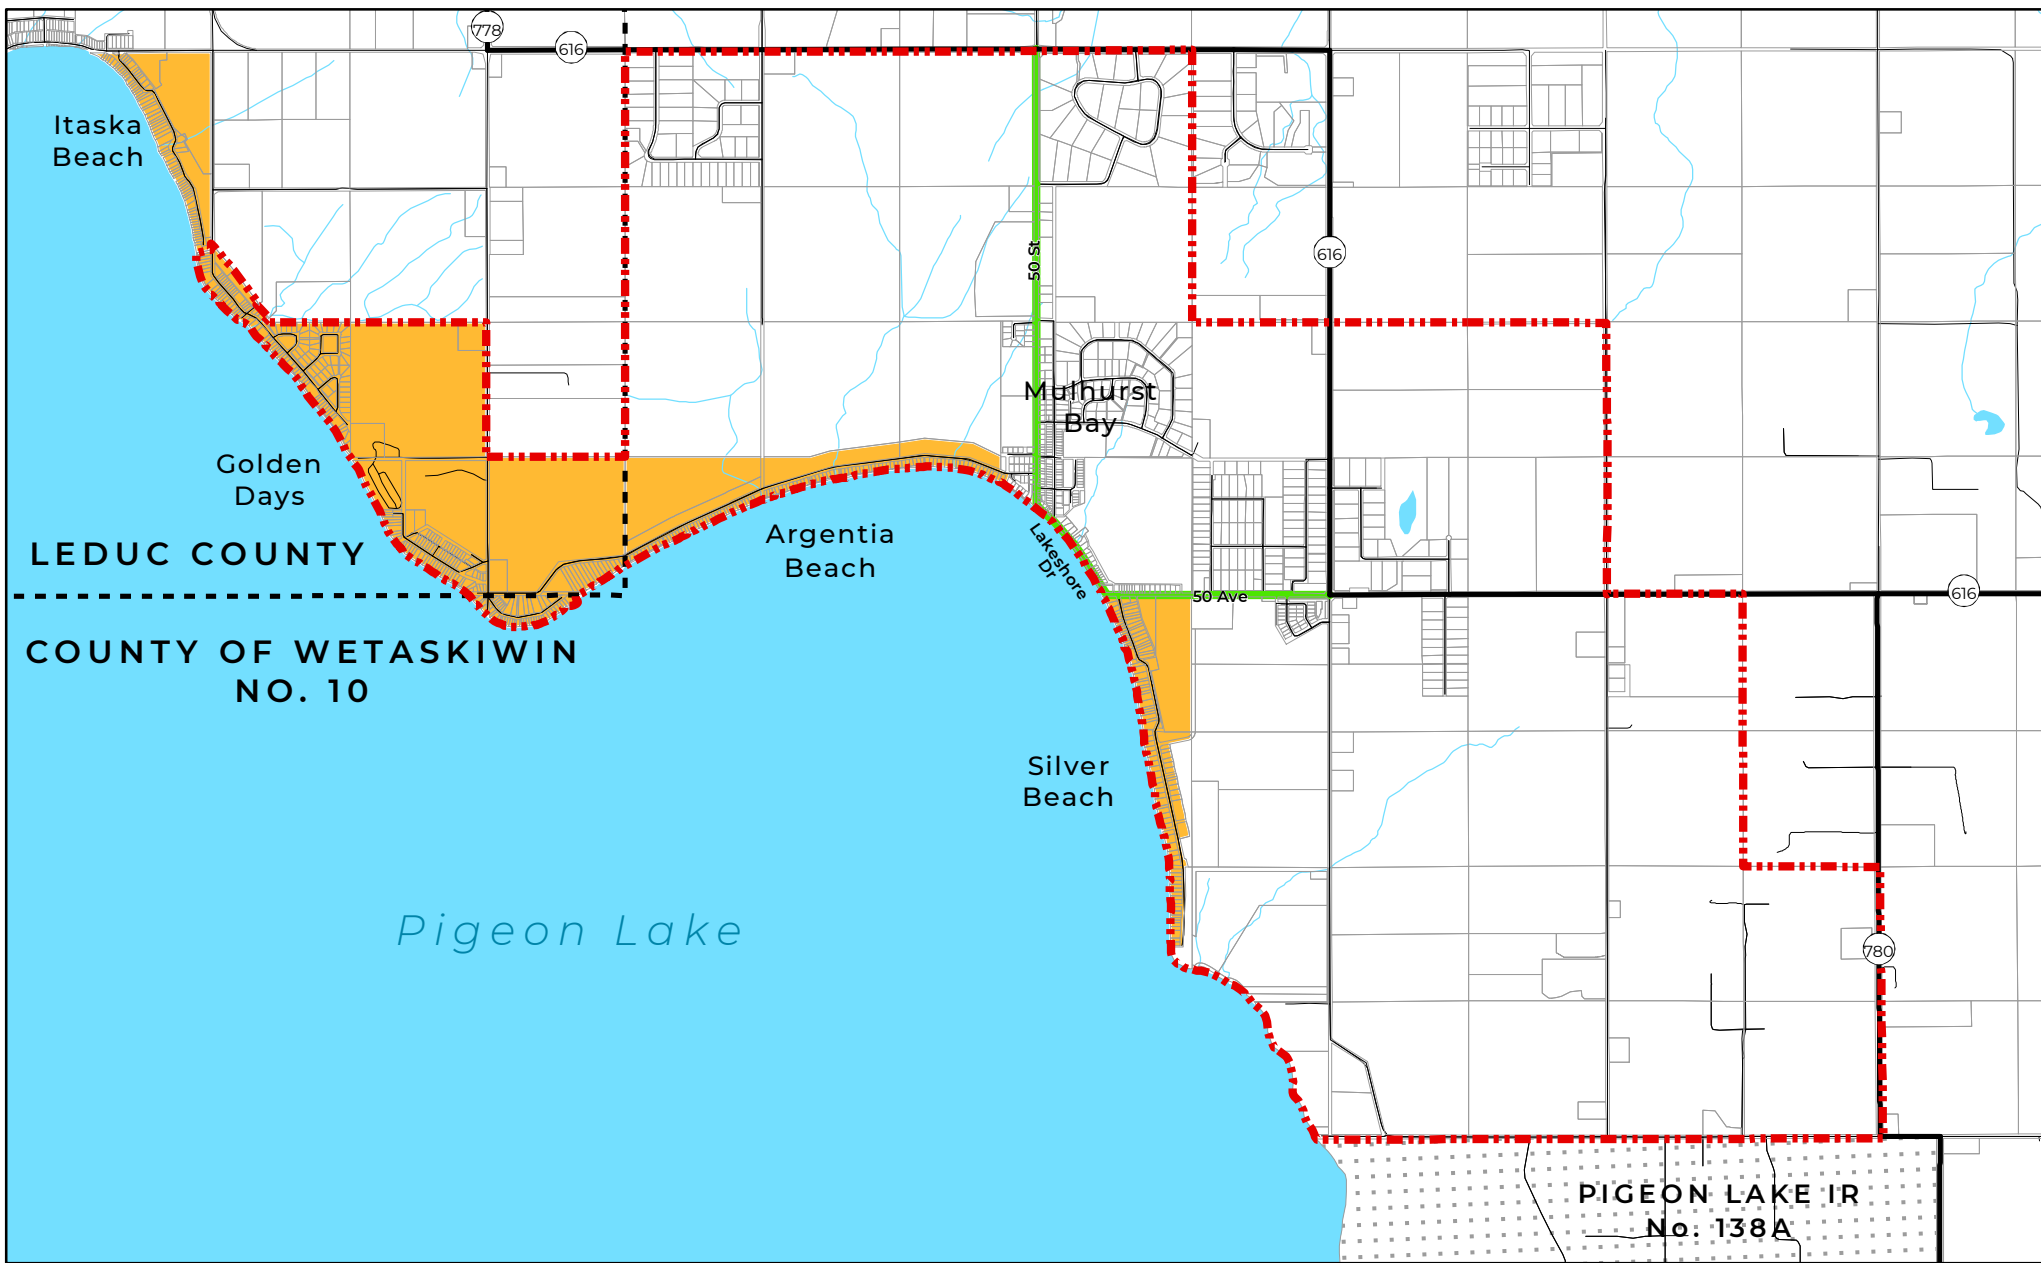 778
616
Itaska
Beach
50 St
616
Mulhurst
Bay
Golden
Days
Argentia
Beach
Lakeshore
Dr
LEDUC COUNTY
50 Ave
616
COUNTY OF WETASKIWIN
NO. 10
Silver
Beach
Pigeon Lake
780
PIGEON LAKE IR
No. 138A